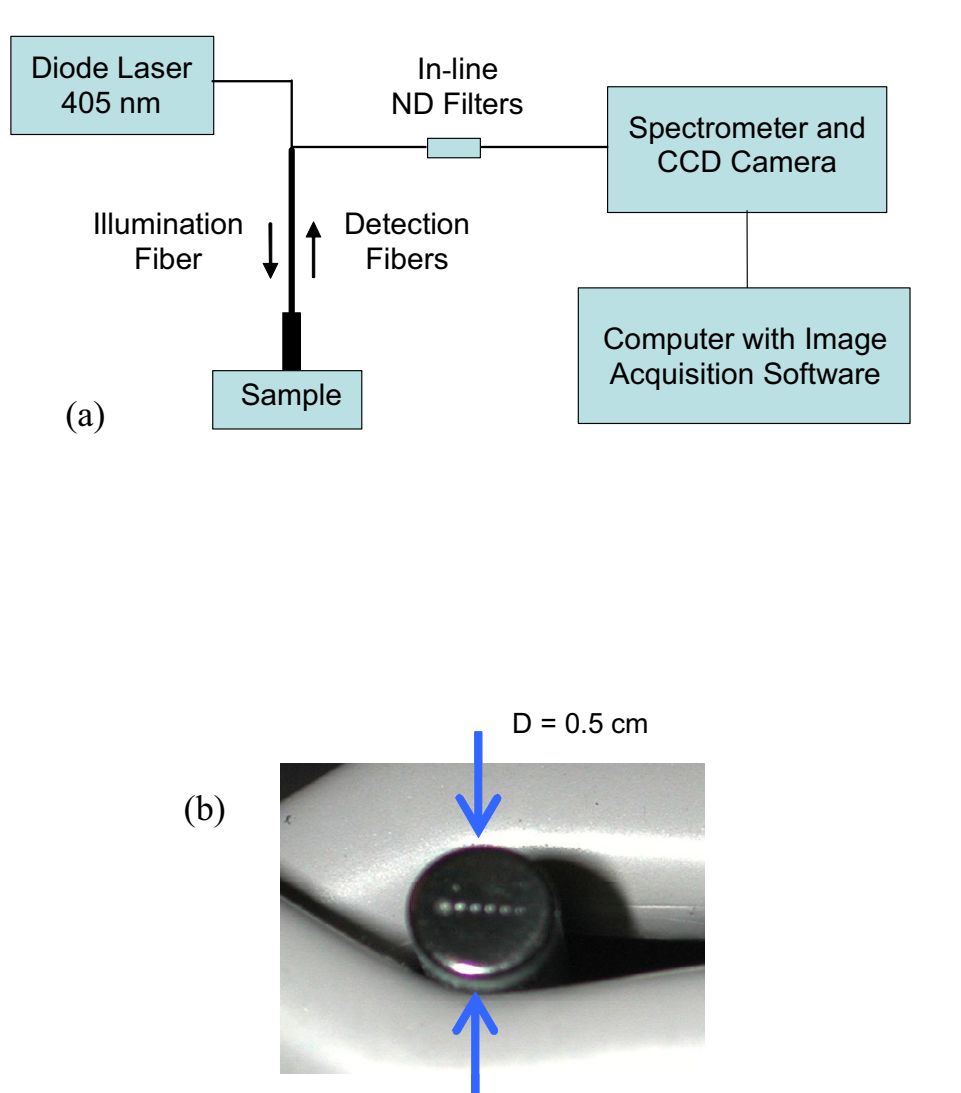 Diode Laser
405 nm
In-line
ND Filters
Spectrometer and
CCD Camera
Illumination
Fiber
Detection
Fibers
Computer with Image
Acquisition Software
Sample
(a)
D = 0.5 cm
(b)